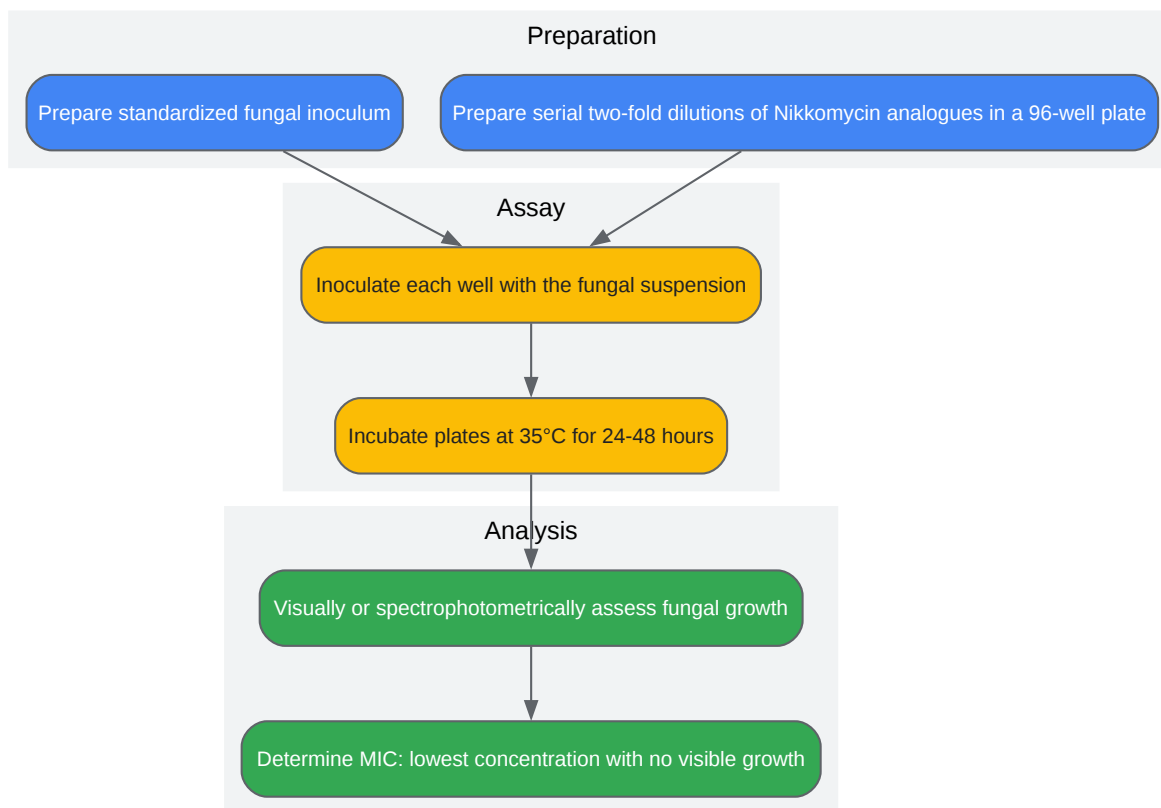 Preparation
Prepare standardized fungal inoculum
Prepare serial two-fold dilutions of Nikkomycin analogues in a 96-well plate
Assay
Inoculate each well with the fungal suspension
Incubate plates at 35°C for 24-48 hours
Analysis
Visually or spectrophotometrically assess fungal growth
Determine MIC: lowest concentration with no visible growth